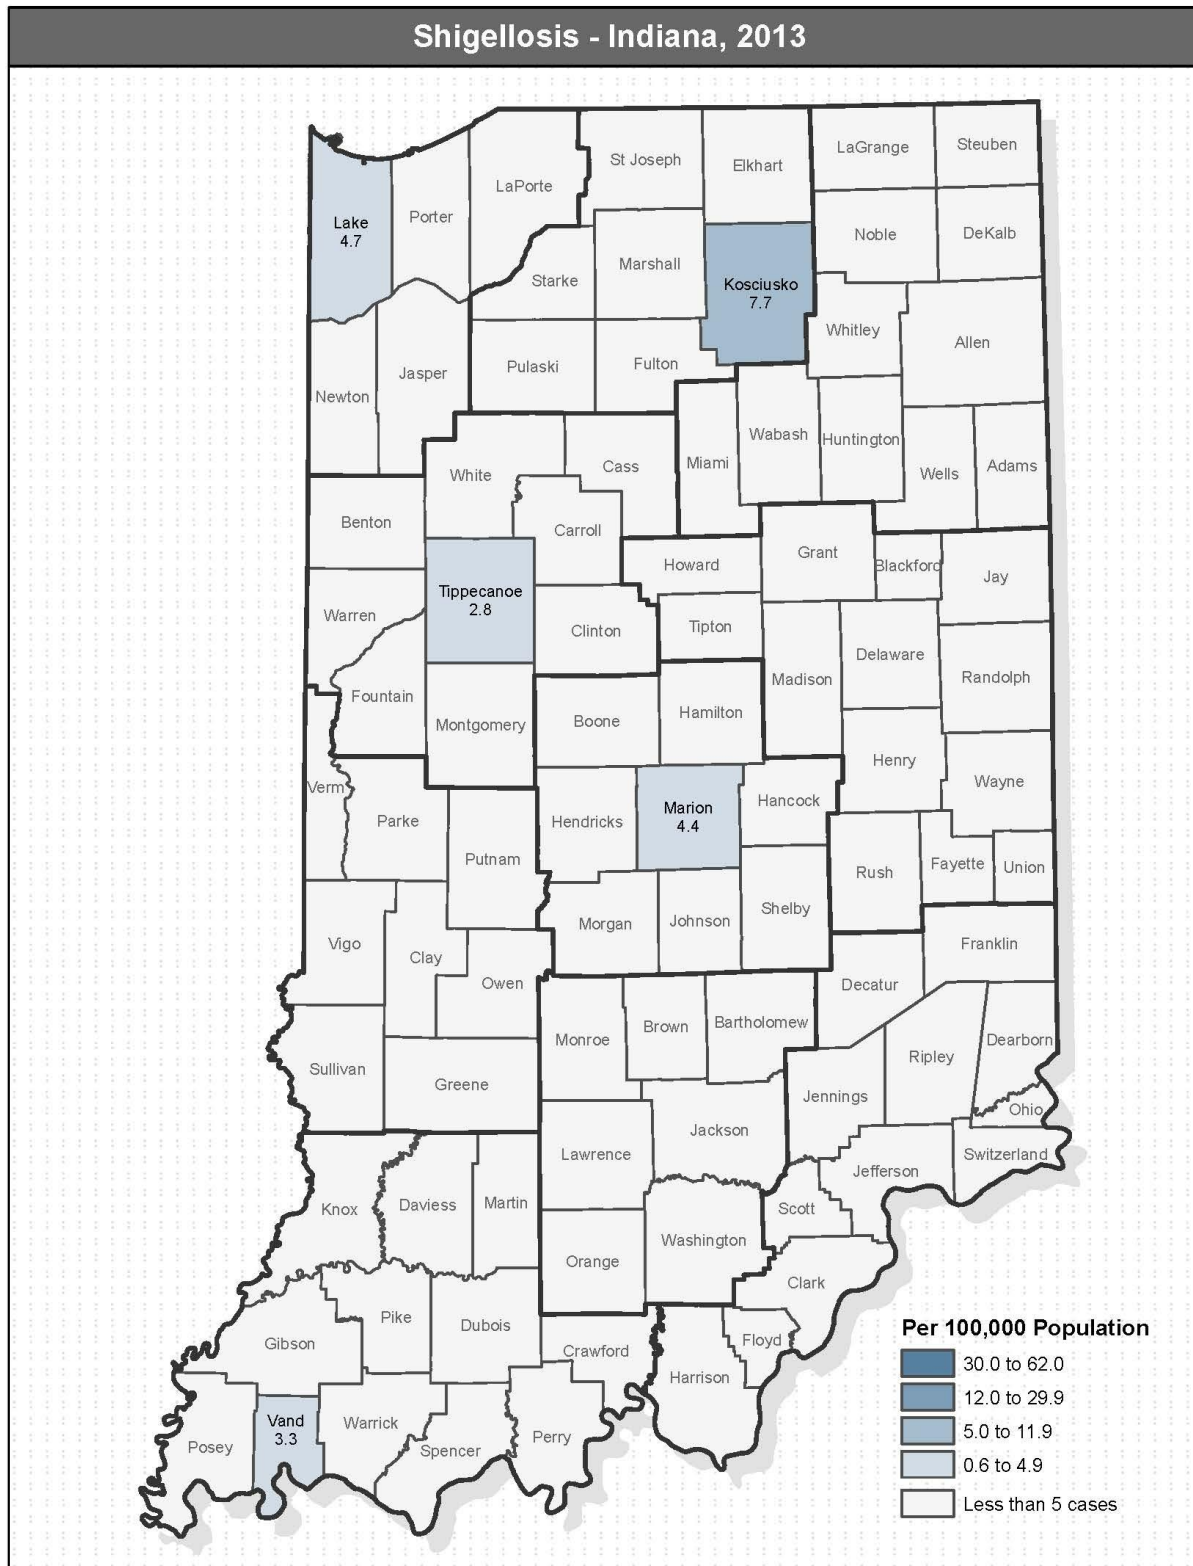 Shigellosis - Indiana, 2013
LaGrange
Steuben
St Joseph
Elkhart
LaPorte
Porter
Lake
4.7
Noble
DeKalb
Marshall
Starke
Kosciusko
7.7
Whitley
Allen
Pulaski
Fulton
Jasper
Newton
Wabash
Huntington
Miami
Wells
Adams
White
Cass
Benton
Carroll
Grant
Howard
Blackford
Jay
Tippecanoe
2.8
Warren
Clinton
Tipton
Delaware
Madison
Randolph
Fountain
Montgomery
Boone
Hamilton
Henry
Wayne
Verm
Parke
Hendricks
Marion
4.4
Hancock
Putnam
Rush
Fayette
Union
Shelby
Morgan
Johnson
Vigo
Clay
Franklin
Owen
Decatur
Monroe
Brown
Bartholomew
Dearborn
Ripley
Sullivan
Greene
Jennings
Ohio
Jackson
Lawrence
Switzerland
Jefferson
Knox
Daviess
Martin
Scott
Washington
Orange
Clark
Pike
Dubois
Gibson
Crawford
Floyd
Harrison
Vand
3.3
Warrick
Posey
Spencer
Perry
Per 100,000 Population
30.0 to 62.0
12.0 to 29.9
5.0 to 11.9
0.6 to 4.9
Less than 5 cases